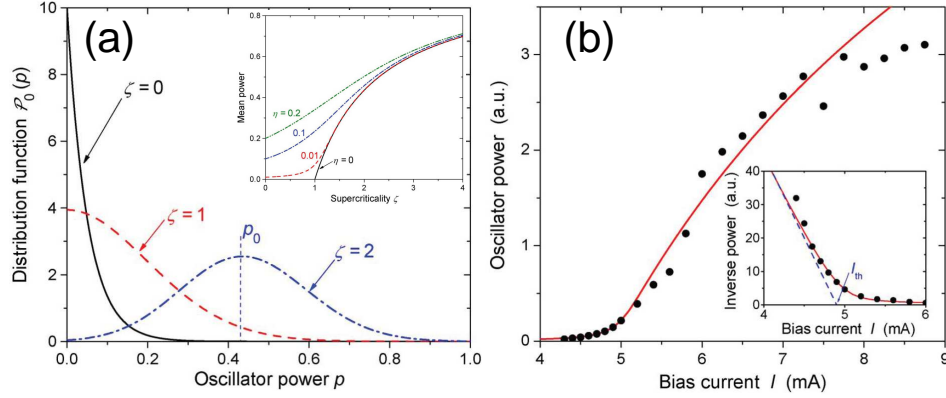 (a)
Distribution function 𝒫₀(p)
10
8
6
4
2
0
0.0 0.2 0.4 0.6 0.8 1.0
Oscillator power p
ζ = 0
ζ = 1
p₀
ζ = 2
Mean power
0.8
0.6
0.4
0.2
0.0
0 1 2 3 4
Supercriticality ζ
η = 0.2
0.1
0.01
η = 0
(b)
Oscillator power (a.u.)
3
2
1
0
4 5 6 7 8 9
Bias current I (mA)
Inverse power (a.u.)
40
30
20
10
0
4 5 6
Bias current I (mA)
I_th